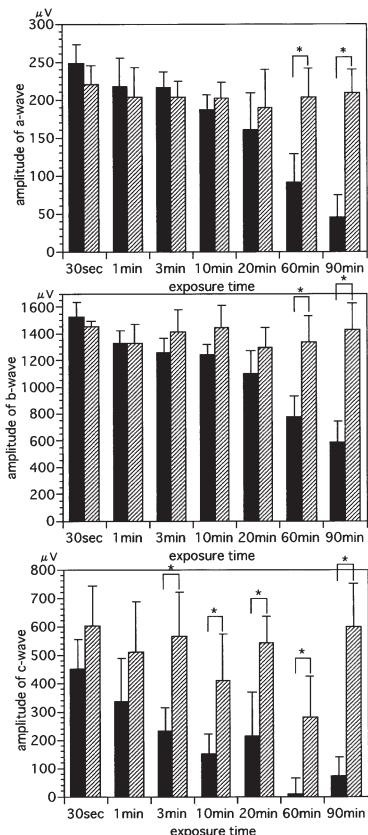 μV
300
250
200
150
100
50
0
amplitude of a-wave
* *
30sec 1min 3min 10min 20min 60min 90min
exposure time
μV
1600
1400
1200
1000
800
600
400
200
0
amplitude of b-wave
* *
30sec 1min 3min 10min 20min 60min 90min
exposure time
μV
800
700
600
500
400
300
200
100
0
amplitude of c-wave
* * * * *
30sec 1min 3min 10min 20min 60min 90min
exposure time